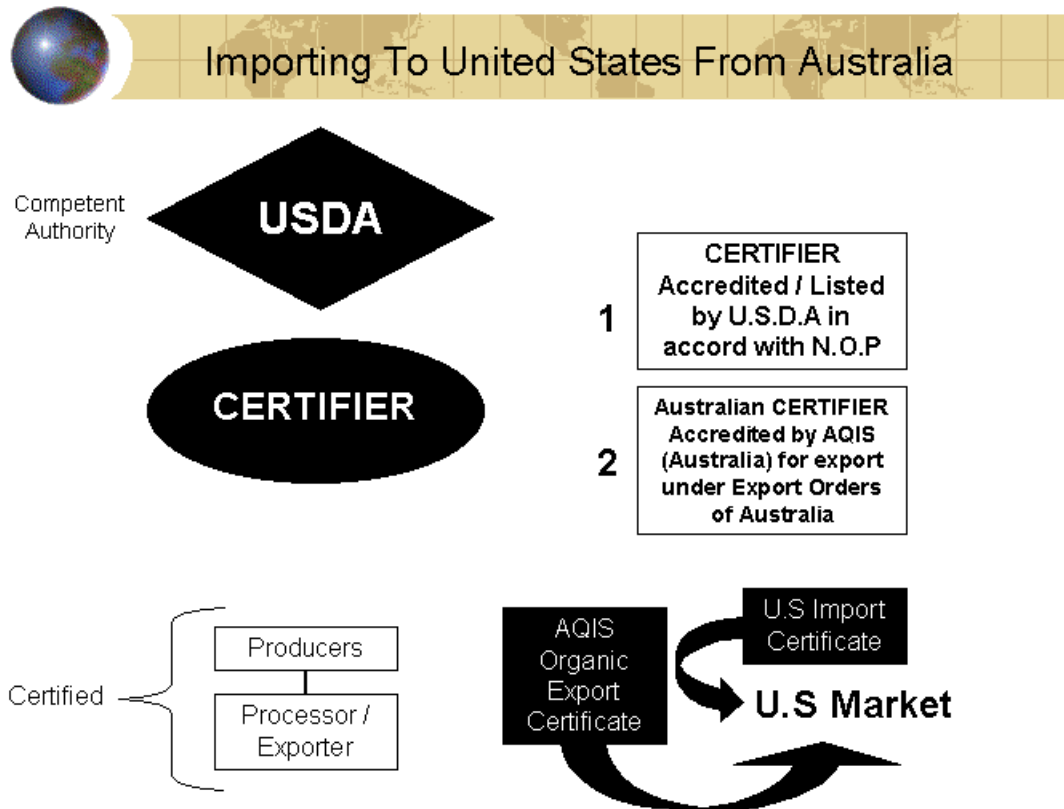 Importing To United States From Australia
Competent
Authority
USDA
CERTIFIER
1
CERTIFIER
Accredited / Listed
by U.S.D.A in
accord with N.O.P
2
Australian CERTIFIER
Accredited by AQIS
(Australia) for export
under Export Orders
of Australia
Certified
Producers
Processor /
Exporter
AQIS
Organic
Export
Certificate
U.S Import
Certificate
U.S Market